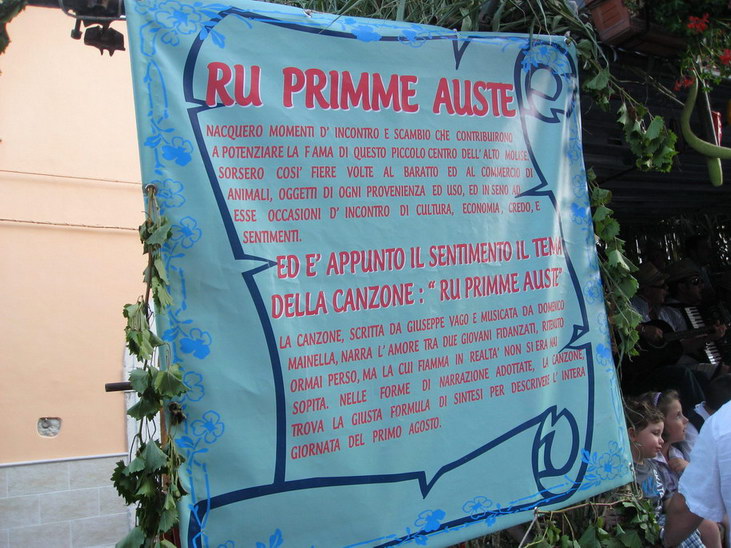 RU PRIMME AUSTE
NACQUERO MOMENTI D' INCONTRO E SCAMBIO CHE CONTRIBUIRONO
A POTENZIARE LA FAMA DI QUESTO PICCOLO CENTRO DELL' ALTO MOLISE.
SORSERO COSI' FIERE VOLTE AL BARATTO ED AL COMMERCIO DI
ANIMALI, OGGETTI DI OGNI PROVENIENZA ED USO, ED IN SENO AD
ESSE OCCASIONI D' INCONTRO DI CULTURA, ECONOMIA, CREDO, E
SENTIMENTI.
ED E' APPUNTO IL SENTIMENTO IL TEMA
DELLA CANZONE : " RU PRIMME AUSTE"
LA CANZONE, SCRITTA DA GIUSEPPE VAGO E MUSICATA DA DOMENICO
MAINELLA, NARRA L' AMORE TRA DUE GIOVANI FIDANZATI, RITENUTO
ORMAI PERSO, MA LA CUI FIAMMA IN REALTA' NON SI ERA MAI
SOPITA. NELLE FORME DI NARRAZIONE ADOTTATE, LA CANZONE,
TROVA LA GIUSTA FORMULA DI SINTESI PER DESCRIVERE L' INTERA
GIORNATA DEL PRIMO AGOSTO.